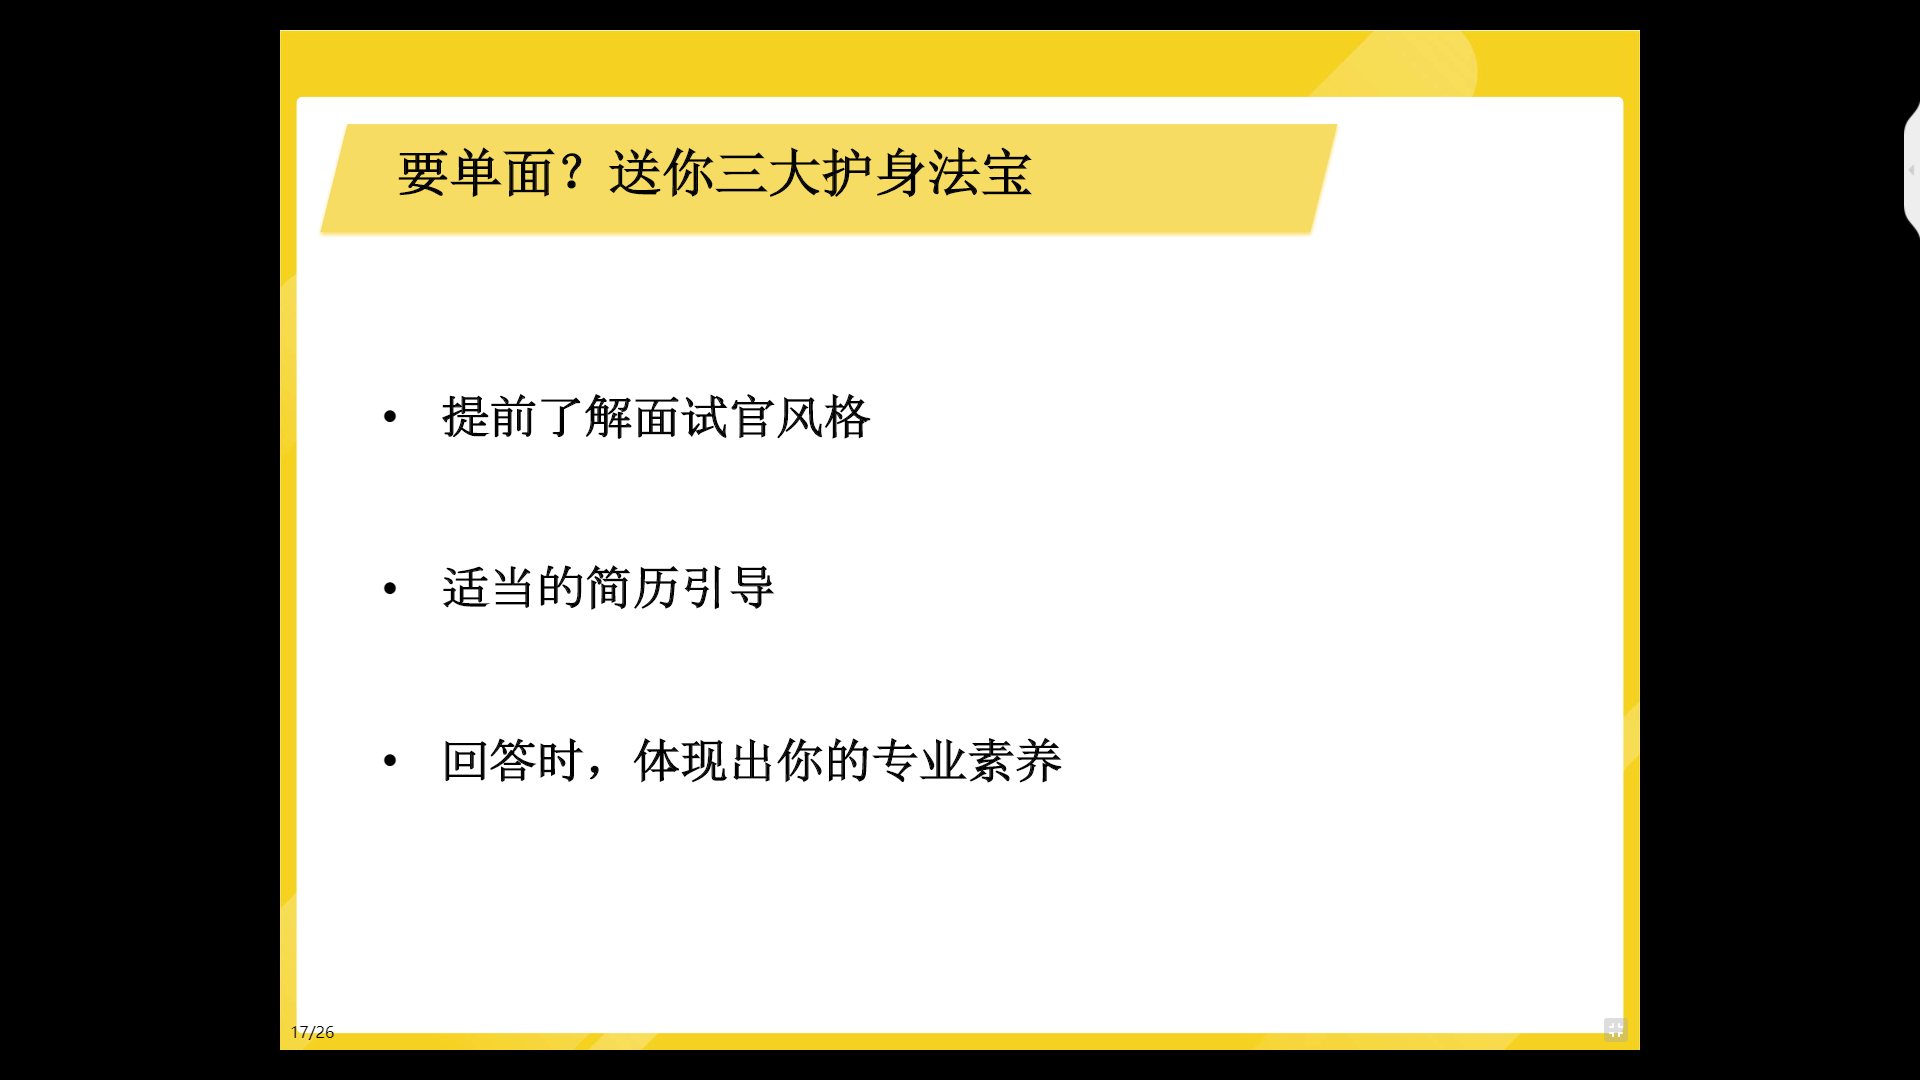 要单面？送你三大护身法宝
• 提前了解面试官风格
• 适当的简历引导
• 回答时，体现出你的专业素养
17/26